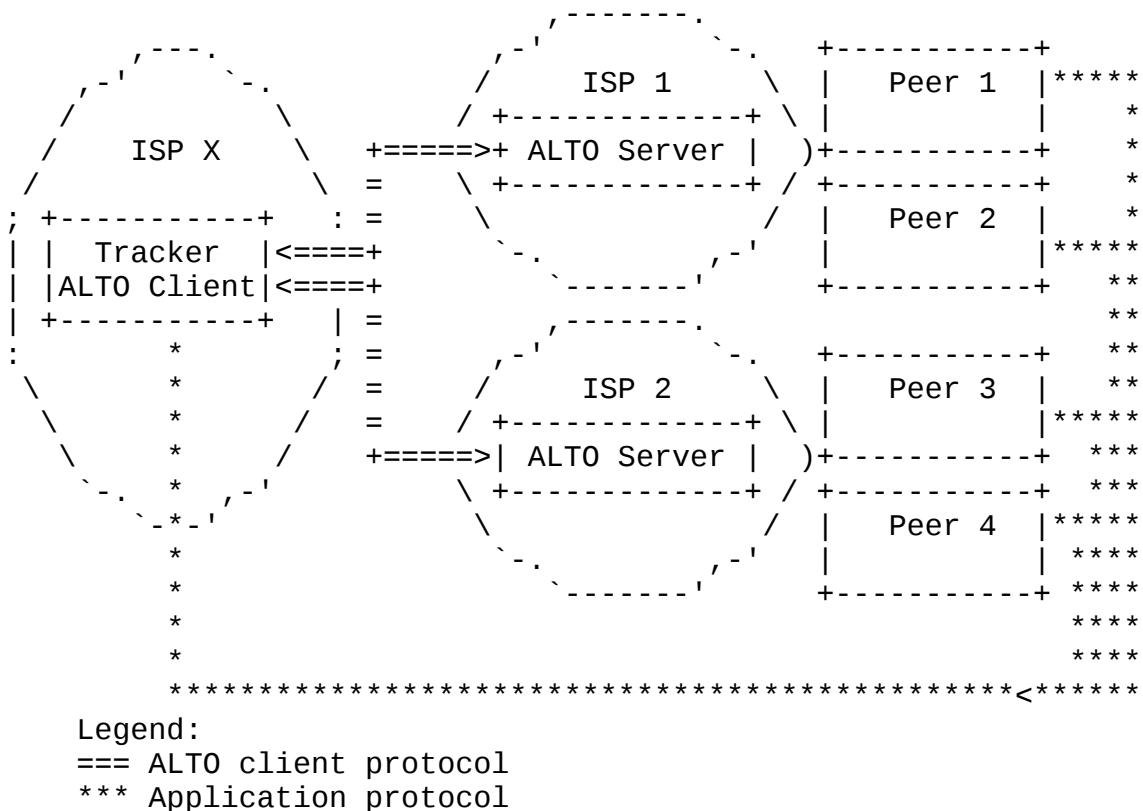 ISP 1
Peer 1
ISP X
ALTO Server
Peer 2
Tracker
ALTO Client
ISP 2
Peer 3
ALTO Server
Peer 4
Legend:
=== ALTO client protocol
*** Application protocol